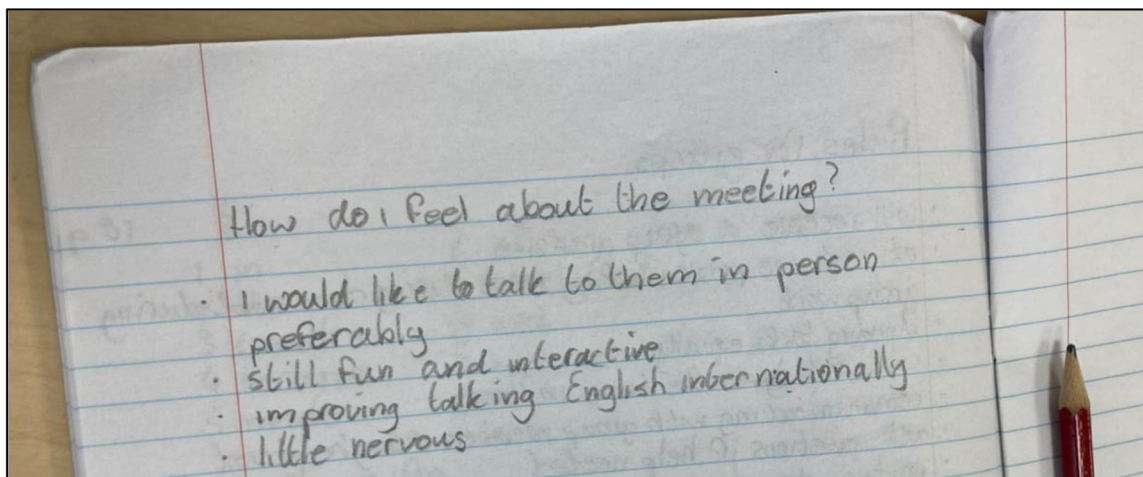 How do i feel about the meeting?
· i would like to talk to them in person
preferably
· still fun and interactive
· improving talking English internationally
· little nervous